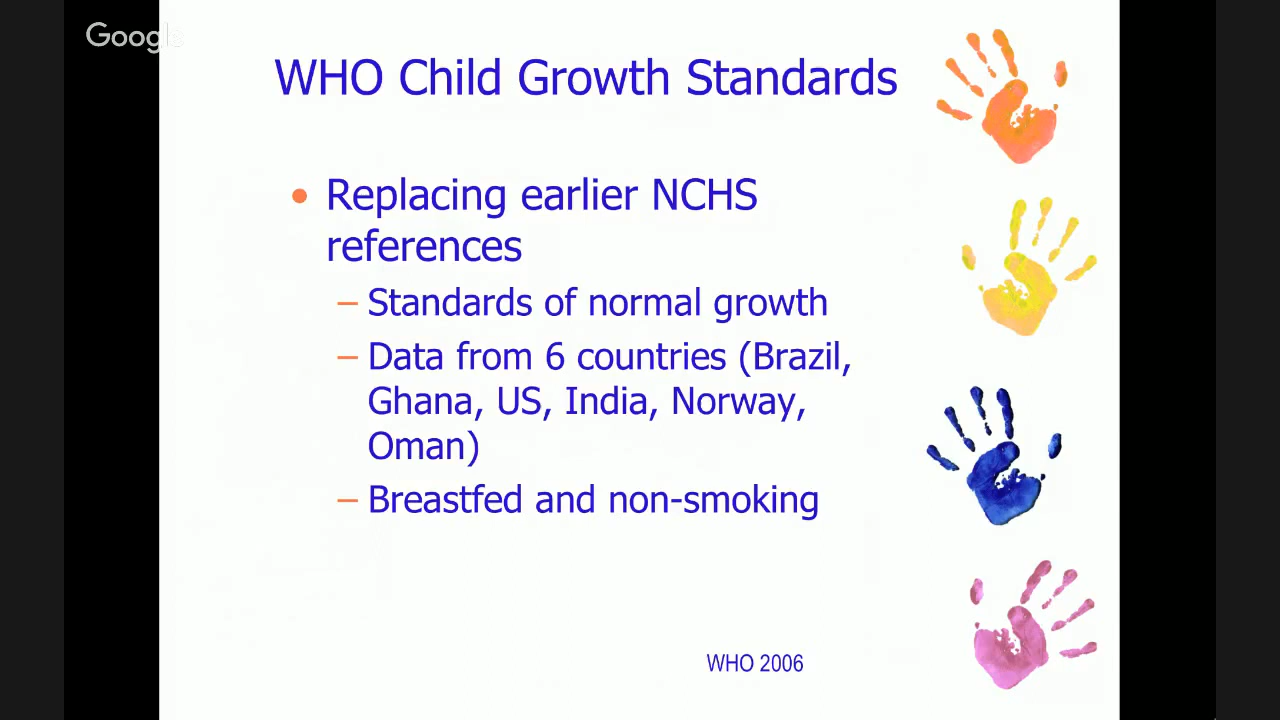 Google
WHO Child Growth Standards
• Replacing earlier NCHS
references
– Standards of normal growth
– Data from 6 countries (Brazil,
Ghana, US, India, Norway,
Oman)
– Breastfed and non-smoking
WHO 2006